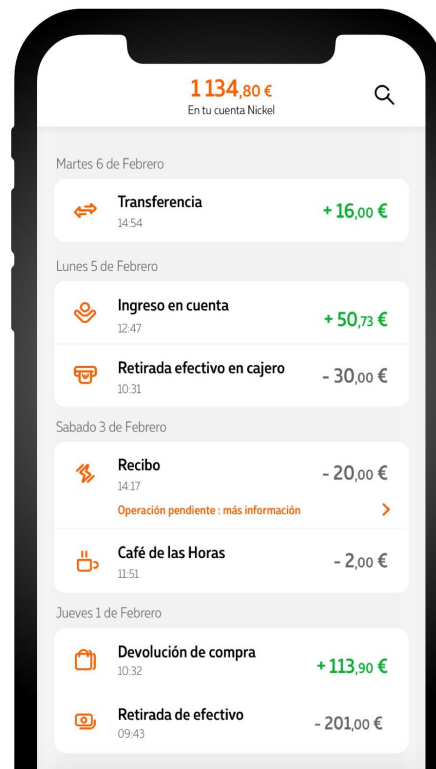 1 134,80 €
En tu cuenta Nickel
Martes 6 de Febrero
Transferencia
+ 16,00 €
14:54
Lunes 5 de Febrero
Ingreso en cuenta
+ 50,73 €
12:47
Retirada efectivo en cajero
- 30,00 €
10:31
Sabado 3 de Febrero
Recibo
- 20,00 €
14:17
Operación pendiente : más información
Café de las Horas
- 2,00 €
11:51
Jueves 1 de Febrero
Devolución de compra
+ 113,90 €
10:32
Retirada de efectivo
- 201,00 €
09:43